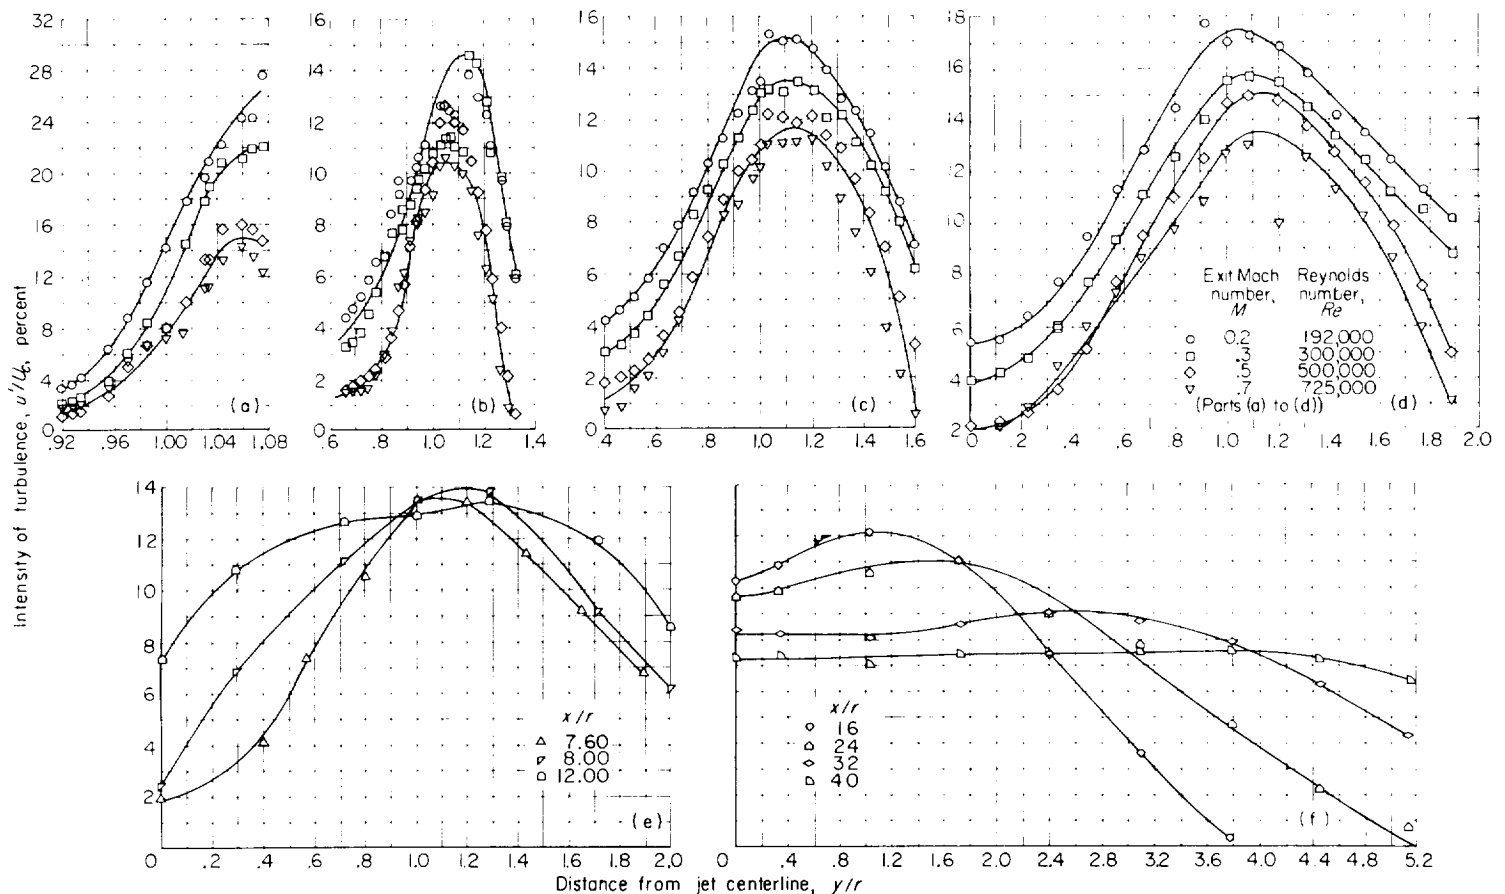 Intensity of turbulence, u'/U₀, percent
32
28
24
20
16
12
8
4
0
.92 .96 1.00 1.04 1.08
(a)
16
14
12
10
8
6
4
2
0
.6 .8 1.0 1.2 1.4
(b)
16
14
12
10
8
6
4
2
0
.4 .6 .8 1.0 1.2 1.4 1.6
(c)
18
16
14
12
10
8
6
4
2
0 .2 .4 .6 .8 1.0 1.2 1.4 1.6 1.8 2.0
Exit Mach Reynolds
number, number,
M Re
0.2 192,000
.3 300,000
.5 500,000
.7 725,000
(Parts (a) to (d))
(d)
14
12
10
8
6
4
2
0
0 .2 .4 .6 .8 1.0 1.2 1.4 1.6 1.8 2.0
x/r
7.60
8.00
12.00
(e)
x/r
16
24
32
40
(f)
0 .4 .8 1.2 1.6 2.0 2.4 2.8 3.2 3.6 4.0 4.4 4.8 5.2
Distance from jet centerline, y/r